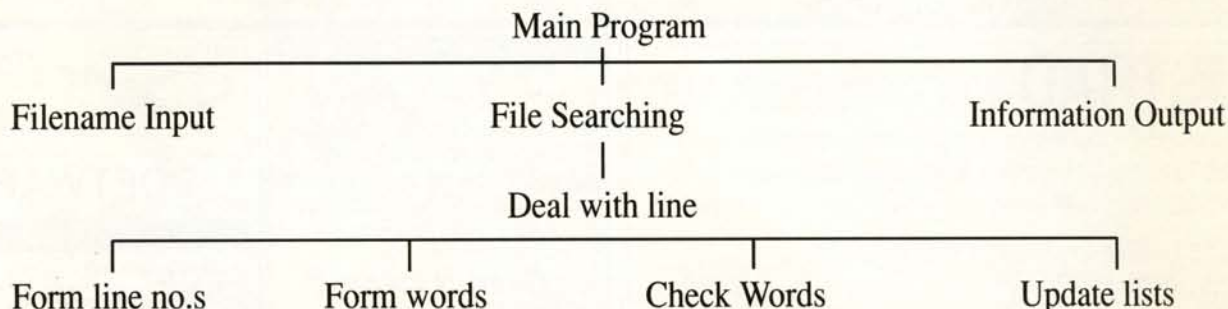 Main Program
Filename Input File Searching Information Output
Deal with line
Form line no.s Form words Check Words Update lists